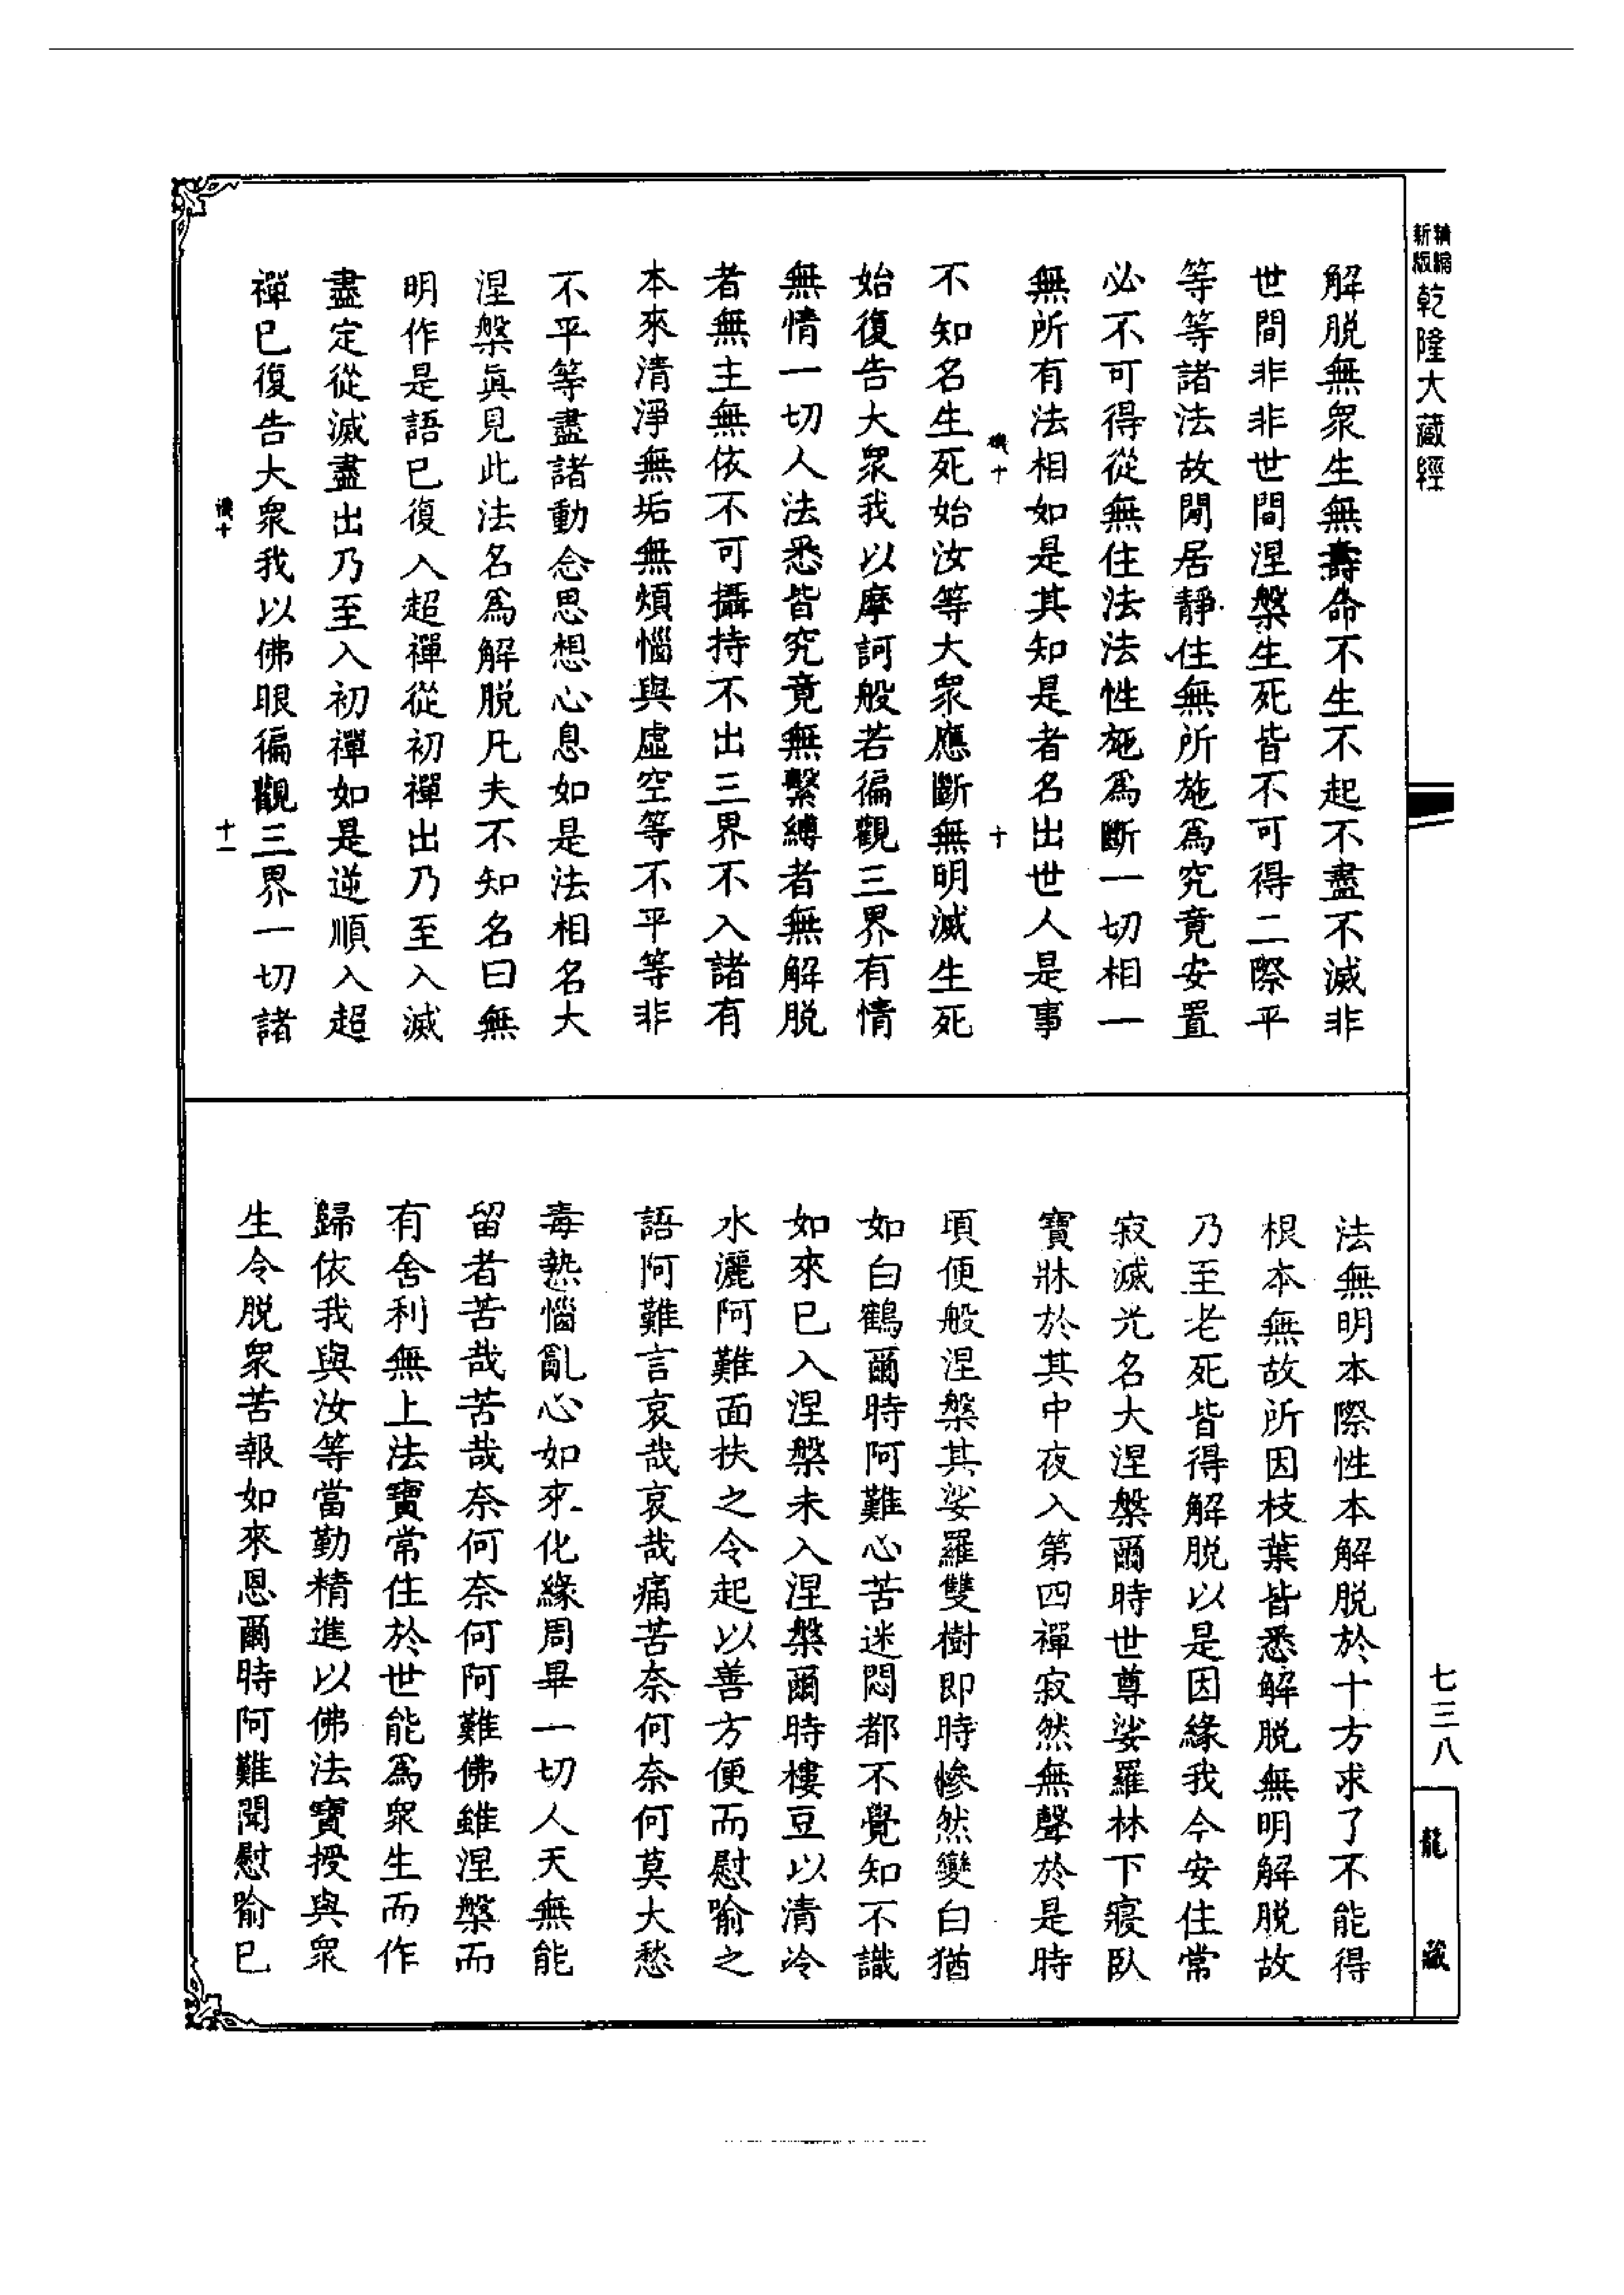 精縮新版乾隆大藏經
解脱無衆生無壽命不生不起不盡不滅非
世間非非世間涅槃生死皆不可得二際平
等等諸法故閒居靜住無所施爲究竟安置
必不可得從無住法法性施爲斷一切相一
無所有法相如是其知是者名出世人是事
機十 十
不知名生死始汝等大衆應斷無明滅生死
始復告大衆我以摩訶般若徧觀三界有情
無情一切人法悉皆究竟無繫縛者無解脱
者無主無依不可攝持不出三界不入諸有
本來清淨無垢無煩惱與虛空等不平等非
不平等盡諸動念思想心息如是法相名大
涅槃眞見此法名爲解脱凡夫不知名曰無
明作是語已復入超禪從初禪出乃至入滅
盡定從滅盡出乃至入初禪如是逆順入超
禪已復告大衆我以佛眼徧觀三界一切諸
機十 十一
法無明本際性本解脱於十方求了不能得
根本無故所因枝葉皆悉解脱無明解脱故
乃至老死皆得解脱以是因緣我今安住常
寂滅光名大涅槃爾時世尊娑羅林下寢臥
寶牀於其中夜入第四禪寂然無聲於是時
頃便般涅槃其娑羅雙樹即時慘然變白猶
如白鶴爾時阿難心苦迷悶都不覺知不識
如來已入涅槃未入涅槃爾時樓豆以清冷
水灑阿難面扶之令起以善方便而慰喻之
語阿難言哀哉哀哉痛苦奈何奈何莫大愁
毒熱惱亂心如來化緣周畢一切人天無能
留者苦哉苦哉奈何奈何阿難佛雖涅槃而
有舍利無上法寶常住於世能爲衆生而作
歸依我與汝等當勤精進以佛法寶授與衆
生令脱衆苦報如來恩爾時阿難聞慰喻已
七三八
龍藏